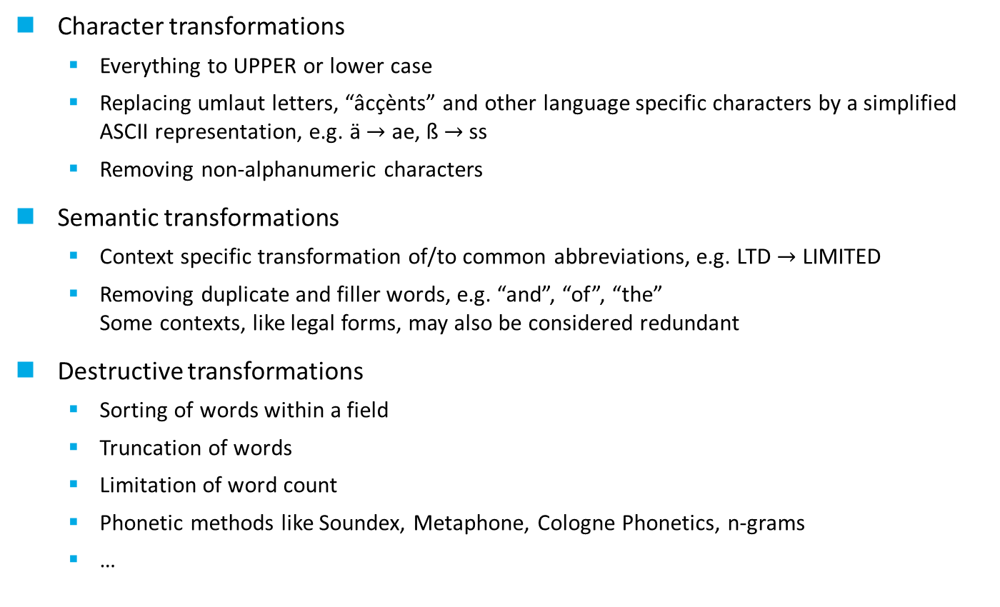 Character transformations
Everything to UPPER or lower case
Replacing umlaut letters, “âcçènts” and other language specific characters by a simplified
ASCII representation, e.g. ä → ae, ß → ss
Removing non-alphanumeric characters
Semantic transformations
Context specific transformation of/to common abbreviations, e.g. LTD → LIMITED
Removing duplicate and filler words, e.g. “and”, “of”, “the”
Some contexts, like legal forms, may also be considered redundant
Destructive transformations
Sorting of words within a field
Truncation of words
Limitation of word count
Phonetic methods like Soundex, Metaphone, Cologne Phonetics, n-grams
…